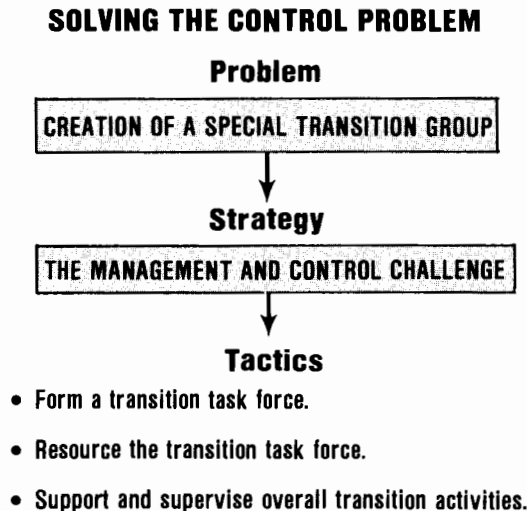 SOLVING THE CONTROL PROBLEM
Problem
CREATION OF A SPECIAL TRANSITION GROUP
Strategy
THE MANAGEMENT AND CONTROL CHALLENGE
Tactics
• Form a transition task force.
• Resource the transition task force.
• Support and supervise overall transition activities.